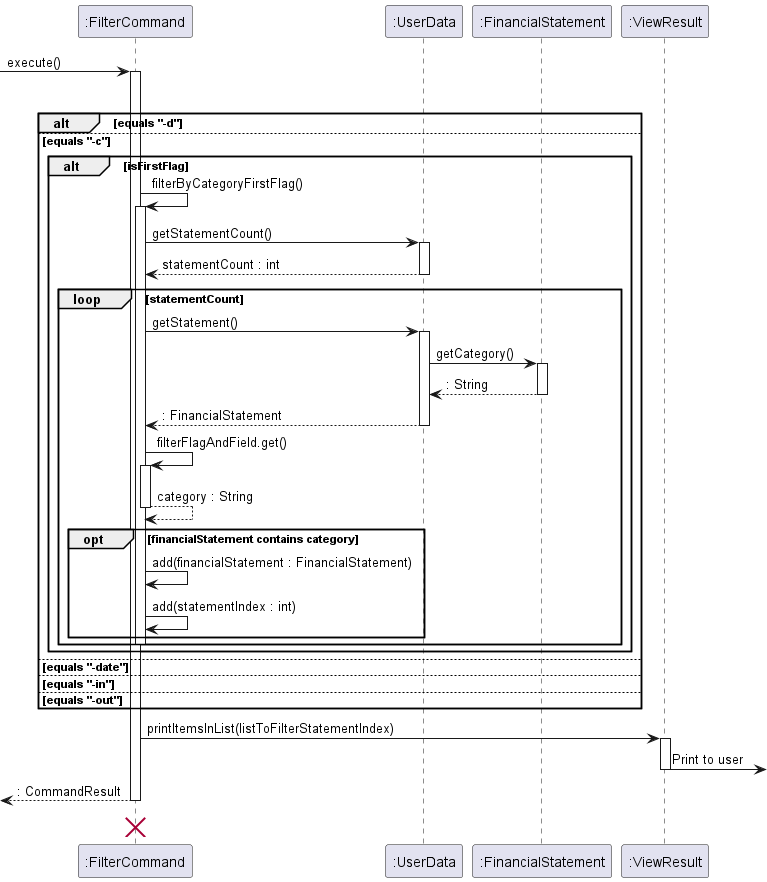 :FilterCommand :UserData :FinancialStatement :ViewResult
execute()
alt [equals "-d"]
[equals "-c"]
alt [isFirstFlag]
filterByCategoryFirstFlag()
getStatementCount()
statementCount : int
loop [statementCount]
getStatement()
getCategory()
: String
: FinancialStatement
filterFlagAndField.get()
category : String
opt [financialStatement contains category]
add(financialStatement : FinancialStatement)
add(statementIndex : int)
[equals "-date"]
[equals "-in"]
[equals "-out"]
printItemsInList(listToFilterStatementIndex)
Print to user
: CommandResult
:FilterCommand :UserData :FinancialStatement :ViewResult